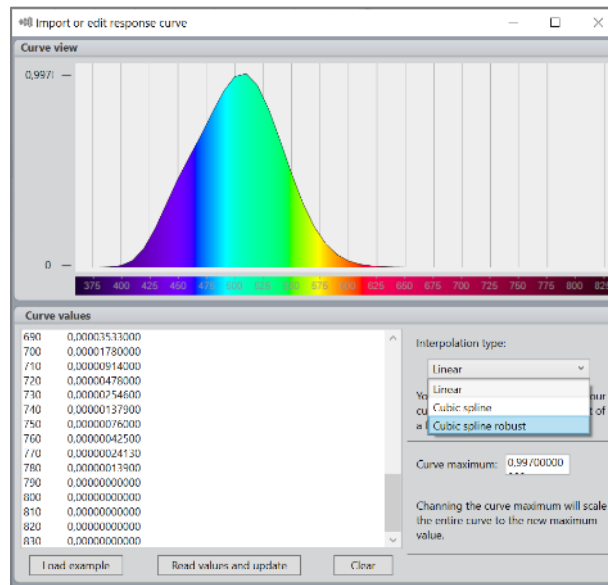 Import or edit response curve
Curve view
0,997
0
375 400 425 450 475 500 525 550 575 600 625 650 675 700 725 750 775 800 825
Curve values
690 0,00003533000
700 0,00001780000
710 0,00000914000
720 0,00000478000
730 0,00000254600
740 0,00000137900
750 0,00000076000
760 0,00000042500
770 0,00000024130
780 0,00000013900
790 0,00000000000
800 0,00000000000
810 0,00000000000
820 0,00000000000
830 0,00000000000
Interpolation type:
Linear
Linear
Cubic spline
Cubic spline robust
Yo our
cu t of
a
Curve maximum: 0,99700000
Channing the curve maximum will scale
the entire curve to the new maximum
value.
Load example Read values and update Clear